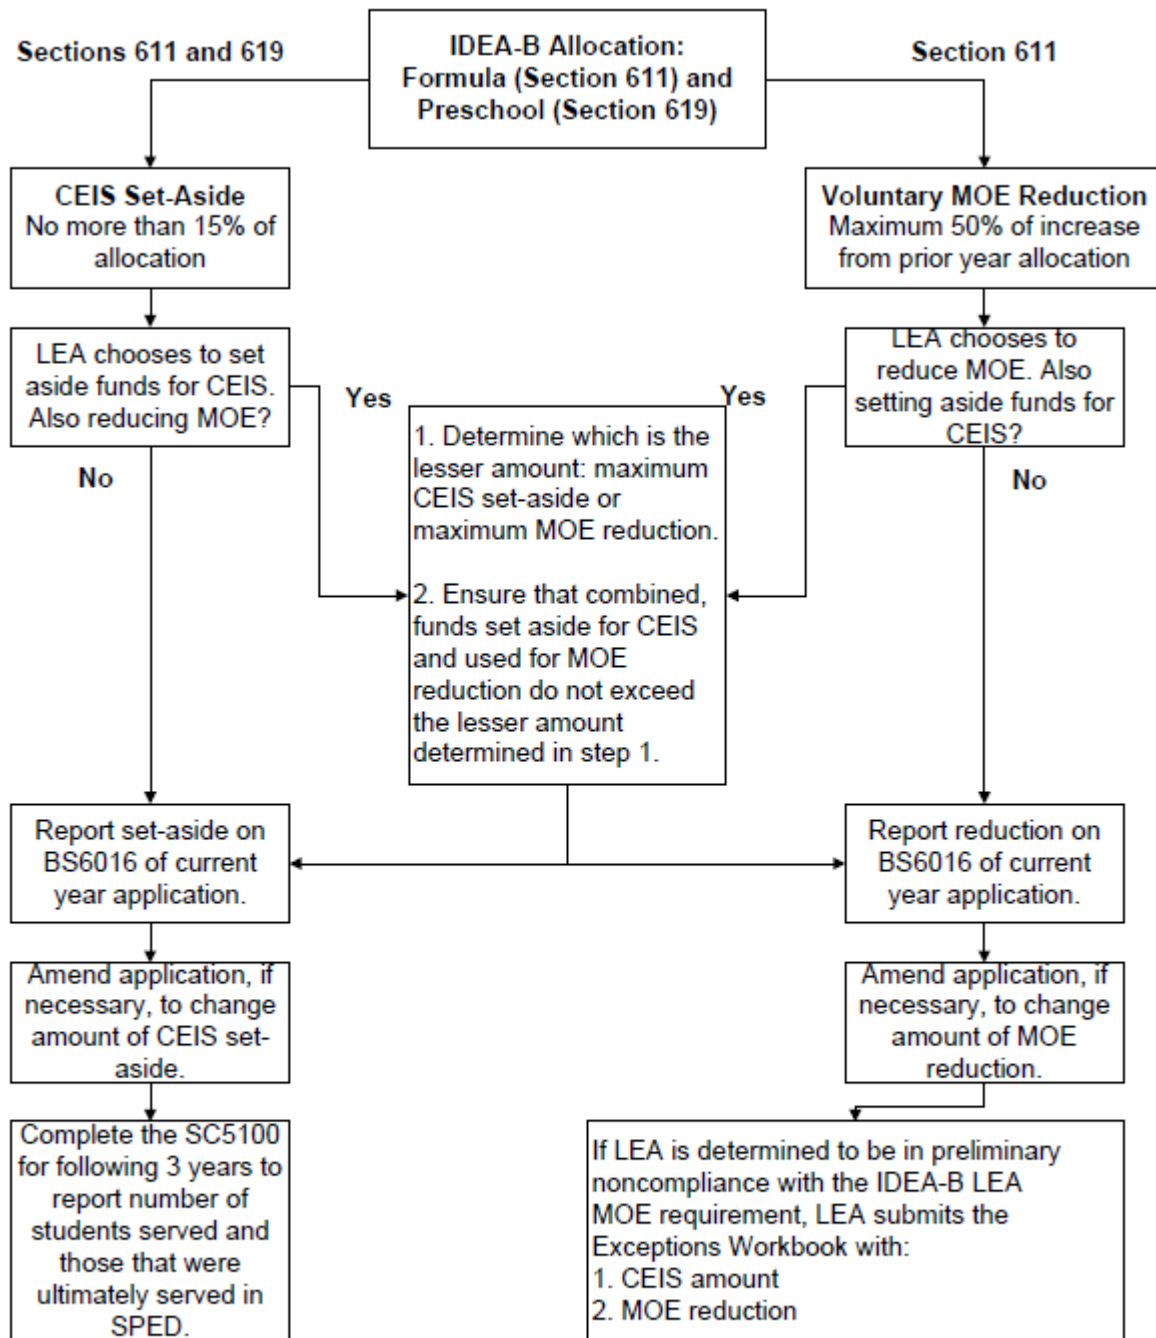 Sections 611 and 619
IDEA-B Allocation:
Formula (Section 611) and
Preschool (Section 619)
Section 611
CEIS Set-Aside
No more than 15% of
allocation
Voluntary MOE Reduction
Maximum 50% of increase
from prior year allocation
LEA chooses to set
aside funds for CEIS.
Also reducing MOE?
Yes
No
LEA chooses to
reduce MOE. Also
setting aside funds for
CEIS?
Yes
No
1. Determine which is the
lesser amount: maximum
CEIS set-aside or
maximum MOE reduction.
2. Ensure that combined,
funds set aside for CEIS
and used for MOE
reduction do not exceed
the lesser amount
determined in step 1.
Report set-aside on
BS6016 of current
year application.
Report reduction on
BS6016 of current
year application.
Amend application, if
necessary, to change
amount of CEIS set-
aside.
Amend application, if
necessary, to change
amount of MOE
reduction.
Complete the SC5100
for following 3 years to
report number of
students served and
those that were
ultimately served in
SPED.
If LEA is determined to be in preliminary
noncompliance with the IDEA-B LEA
MOE requirement, LEA submits the
Exceptions Workbook with:
1. CEIS amount
2. MOE reduction